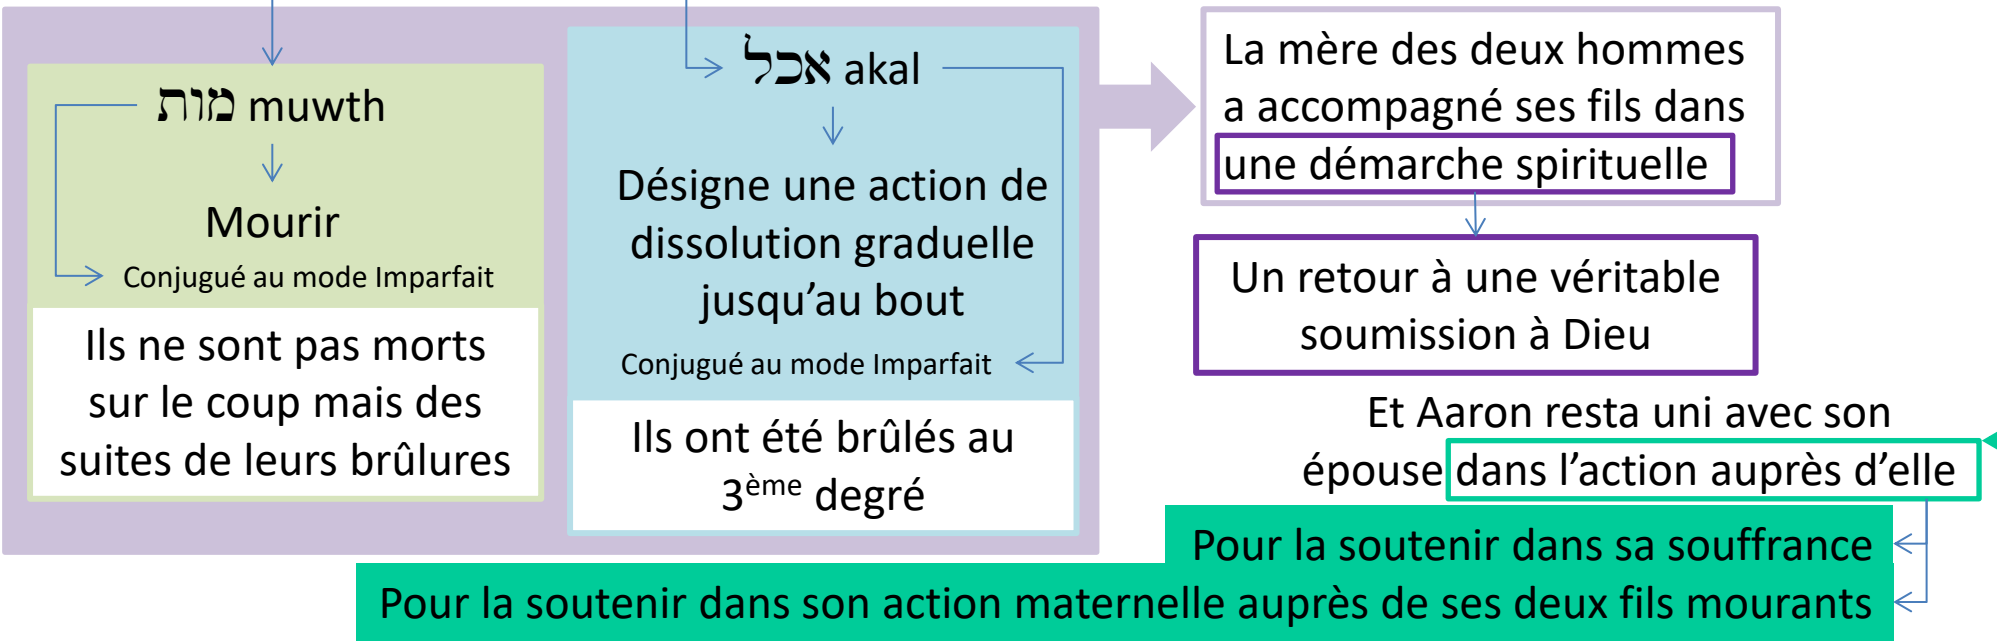 מות muwth
Mourir
Conjugué au mode Imparfait
Ils ne sont pas morts
sur le coup mais des
suites de leurs brûlures
אכל akal
Désigne une action de
dissolution graduelle
jusqu’au bout
Conjugué au mode Imparfait
Ils ont été brûlés au
3ème degré
La mère des deux hommes
a accompagné ses fils dans
une démarche spirituelle
Un retour à une véritable
soumission à Dieu
Et Aaron resta uni avec son
épouse dans l’action auprès d’elle
Pour la soutenir dans sa souffrance
Pour la soutenir dans son action maternelle auprès de ses deux fils mourants